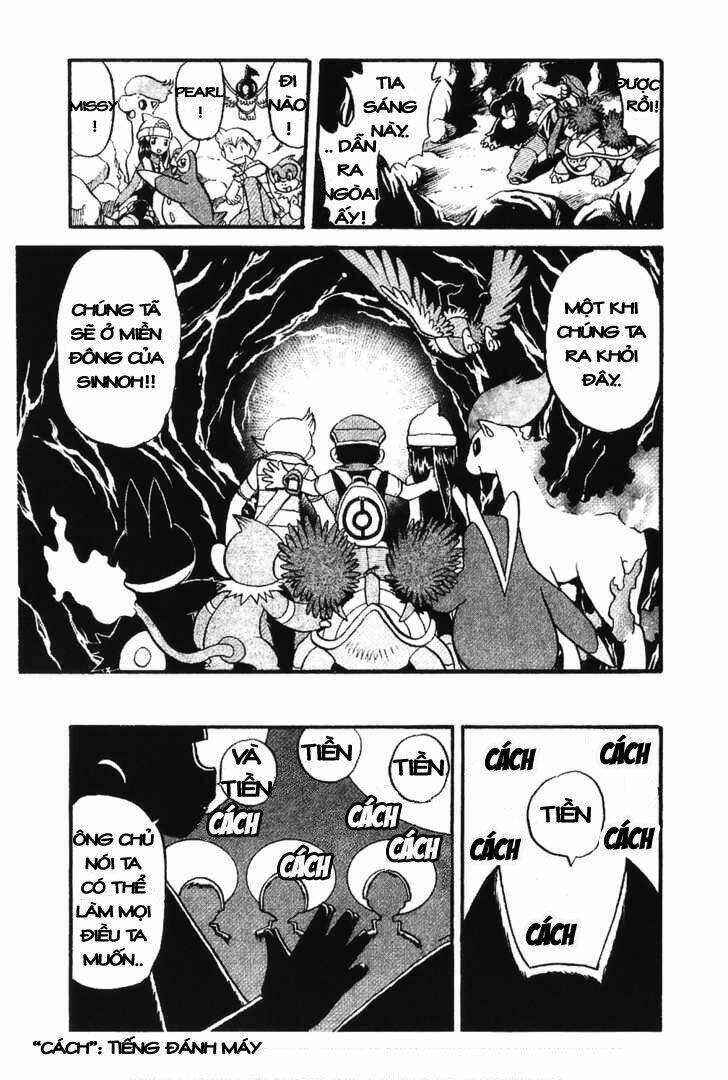 ĐƯỢC
RỒI!
TIA
SÁNG
NÀY..
.. DẪN
RA
NGOÀI
ẤY!
ĐI
NÀO!
PEARL
!
MISSY
!
MỘT KHI
CHÚNG TA
RA KHỎI
ĐÂY..
CHÚNG TÃ
SẼ Ở MIỀN
ĐÔNG CỦA
SINNOH!!
CÁCH
CÁCH
TIỀN
CÁCH
CÁCH
CÁCH
TIỀN
TIỀN
VÀ
TIỀN
CÁCH
CÁCH
CÁCH
CÁCH
ÔNG CHỦ
NÓI TA
CÓ THỂ
LÀM MỌI
ĐIỀU TA
MUỐN..
"CÁCH": TIẾNG ĐÁNH MÁY